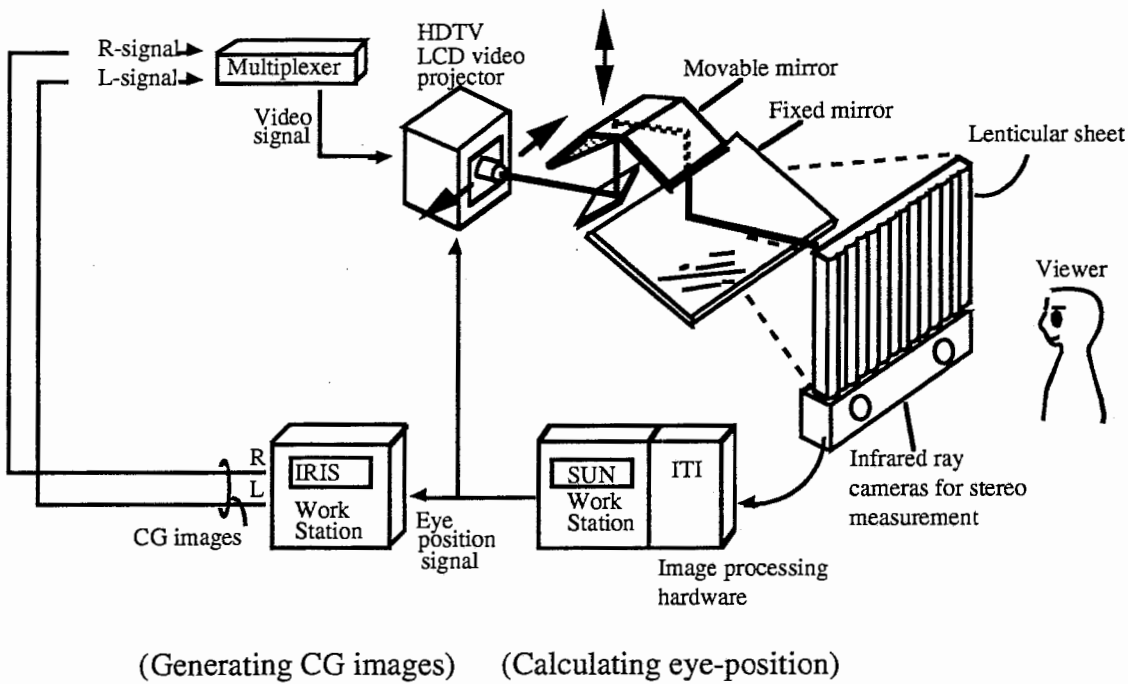 R-signal
L-signal
Multiplexer
Video
signal
HDTV
LCD video
projector
Movable mirror
Fixed mirror
Lenticular sheet
Viewer
R
L
CG images
IRIS
Work
Station
Eye
position
signal
SUN
Work
Station
ITI
Image processing
hardware
Infrared ray
cameras for stereo
measurement
(Generating CG images) (Calculating eye-position)